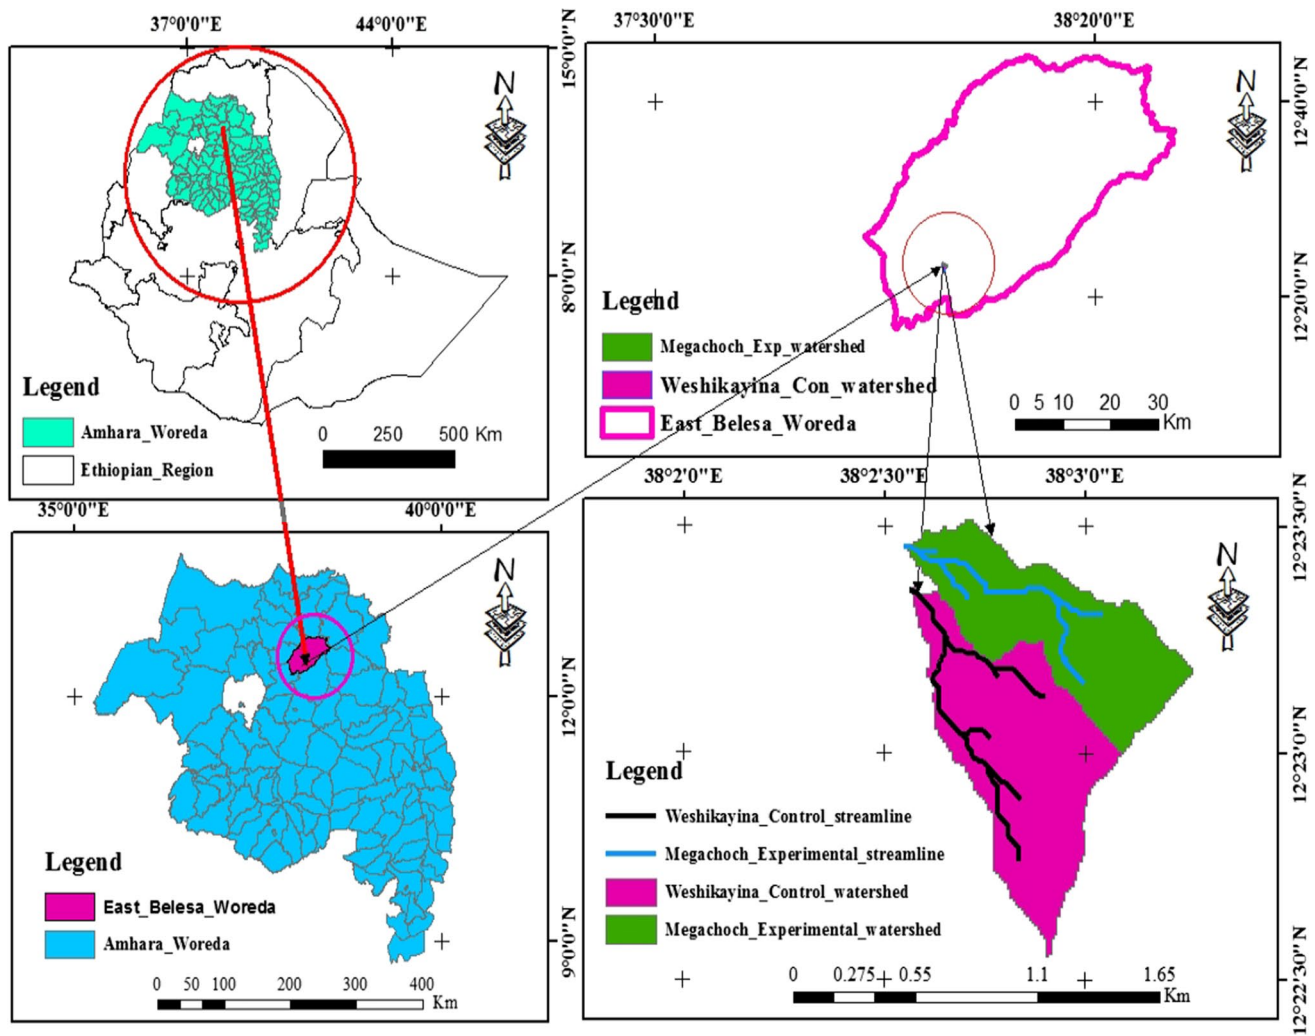 37°0'0"E 44°0'0"E
15°0'0"N
8°0'0"N
N
Legend
Amhara_Woreda
Ethiopian_Region
0 250 500 Km
37°30'0"E 38°20'0"E
12°40'0"N
12°20'0"N
N
Legend
Megachoch_Exp_watershed
Weshikayina_Con_watershed
East_Belesa_Woreda
0 5 10 20 30
Km
35°0'0"E 40°0'0"E
12°0'0"N
9°0'0"N
N
Legend
East_Belesa_Woreda
Amhara_Woreda
0 50 100 200 300 400
Km
38°2'0"E 38°2'30"E 38°3'0"E
12°23'30"N
12°23'0"N
12°22'30"N
N
Legend
Weshikayina_Control_streamline
Megachoch_Experimental_streamline
Weshikayina_Control_watershed
Megachoch_Experimental_watershed
0 0.275 0.55 1.1 1.65
Km